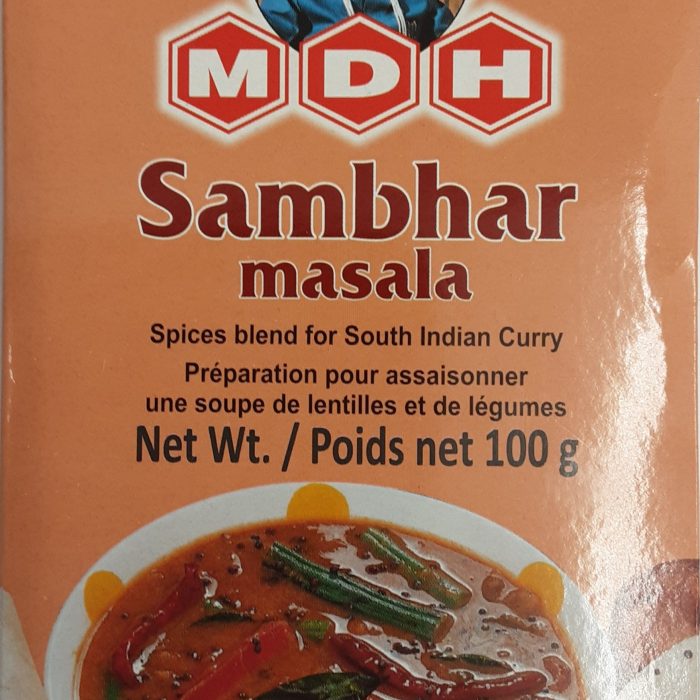 MDH
Sambhar
masala
Spices blend for South Indian Curry
Préparation pour assaisonner
une soupe de lentilles et de légumes
Net Wt. / Poids net 100 g